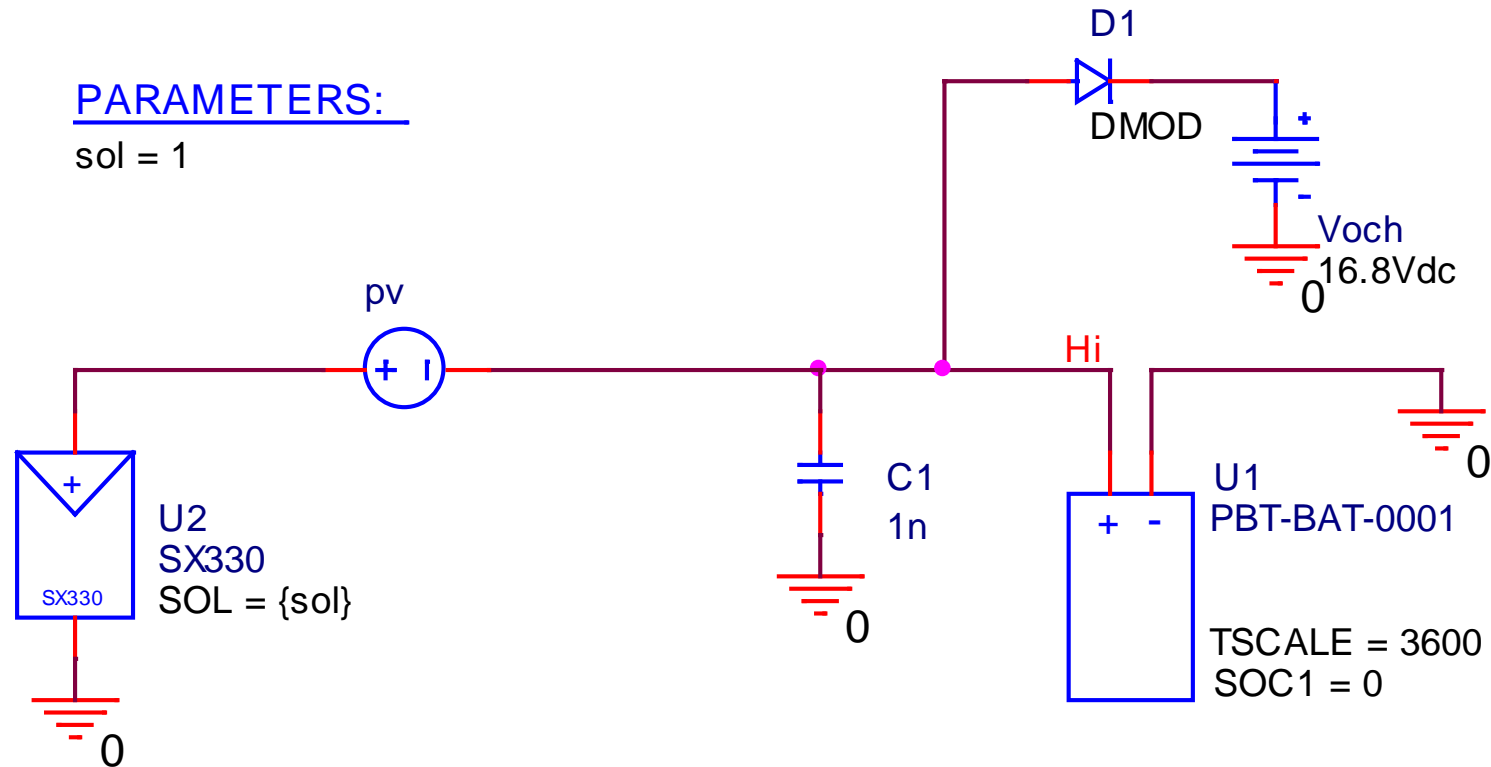 D1
PARAMETERS:
DMOD
sol = 1
+
-
Voch
16.8Vdc
0
pv
Hi
+ -
0
+
C1
1n
U1
PBT-BAT-0001
+ -
U2
SX330
SX330
SOL = {sol}
0
TSCALE = 3600
SOC1 = 0
0